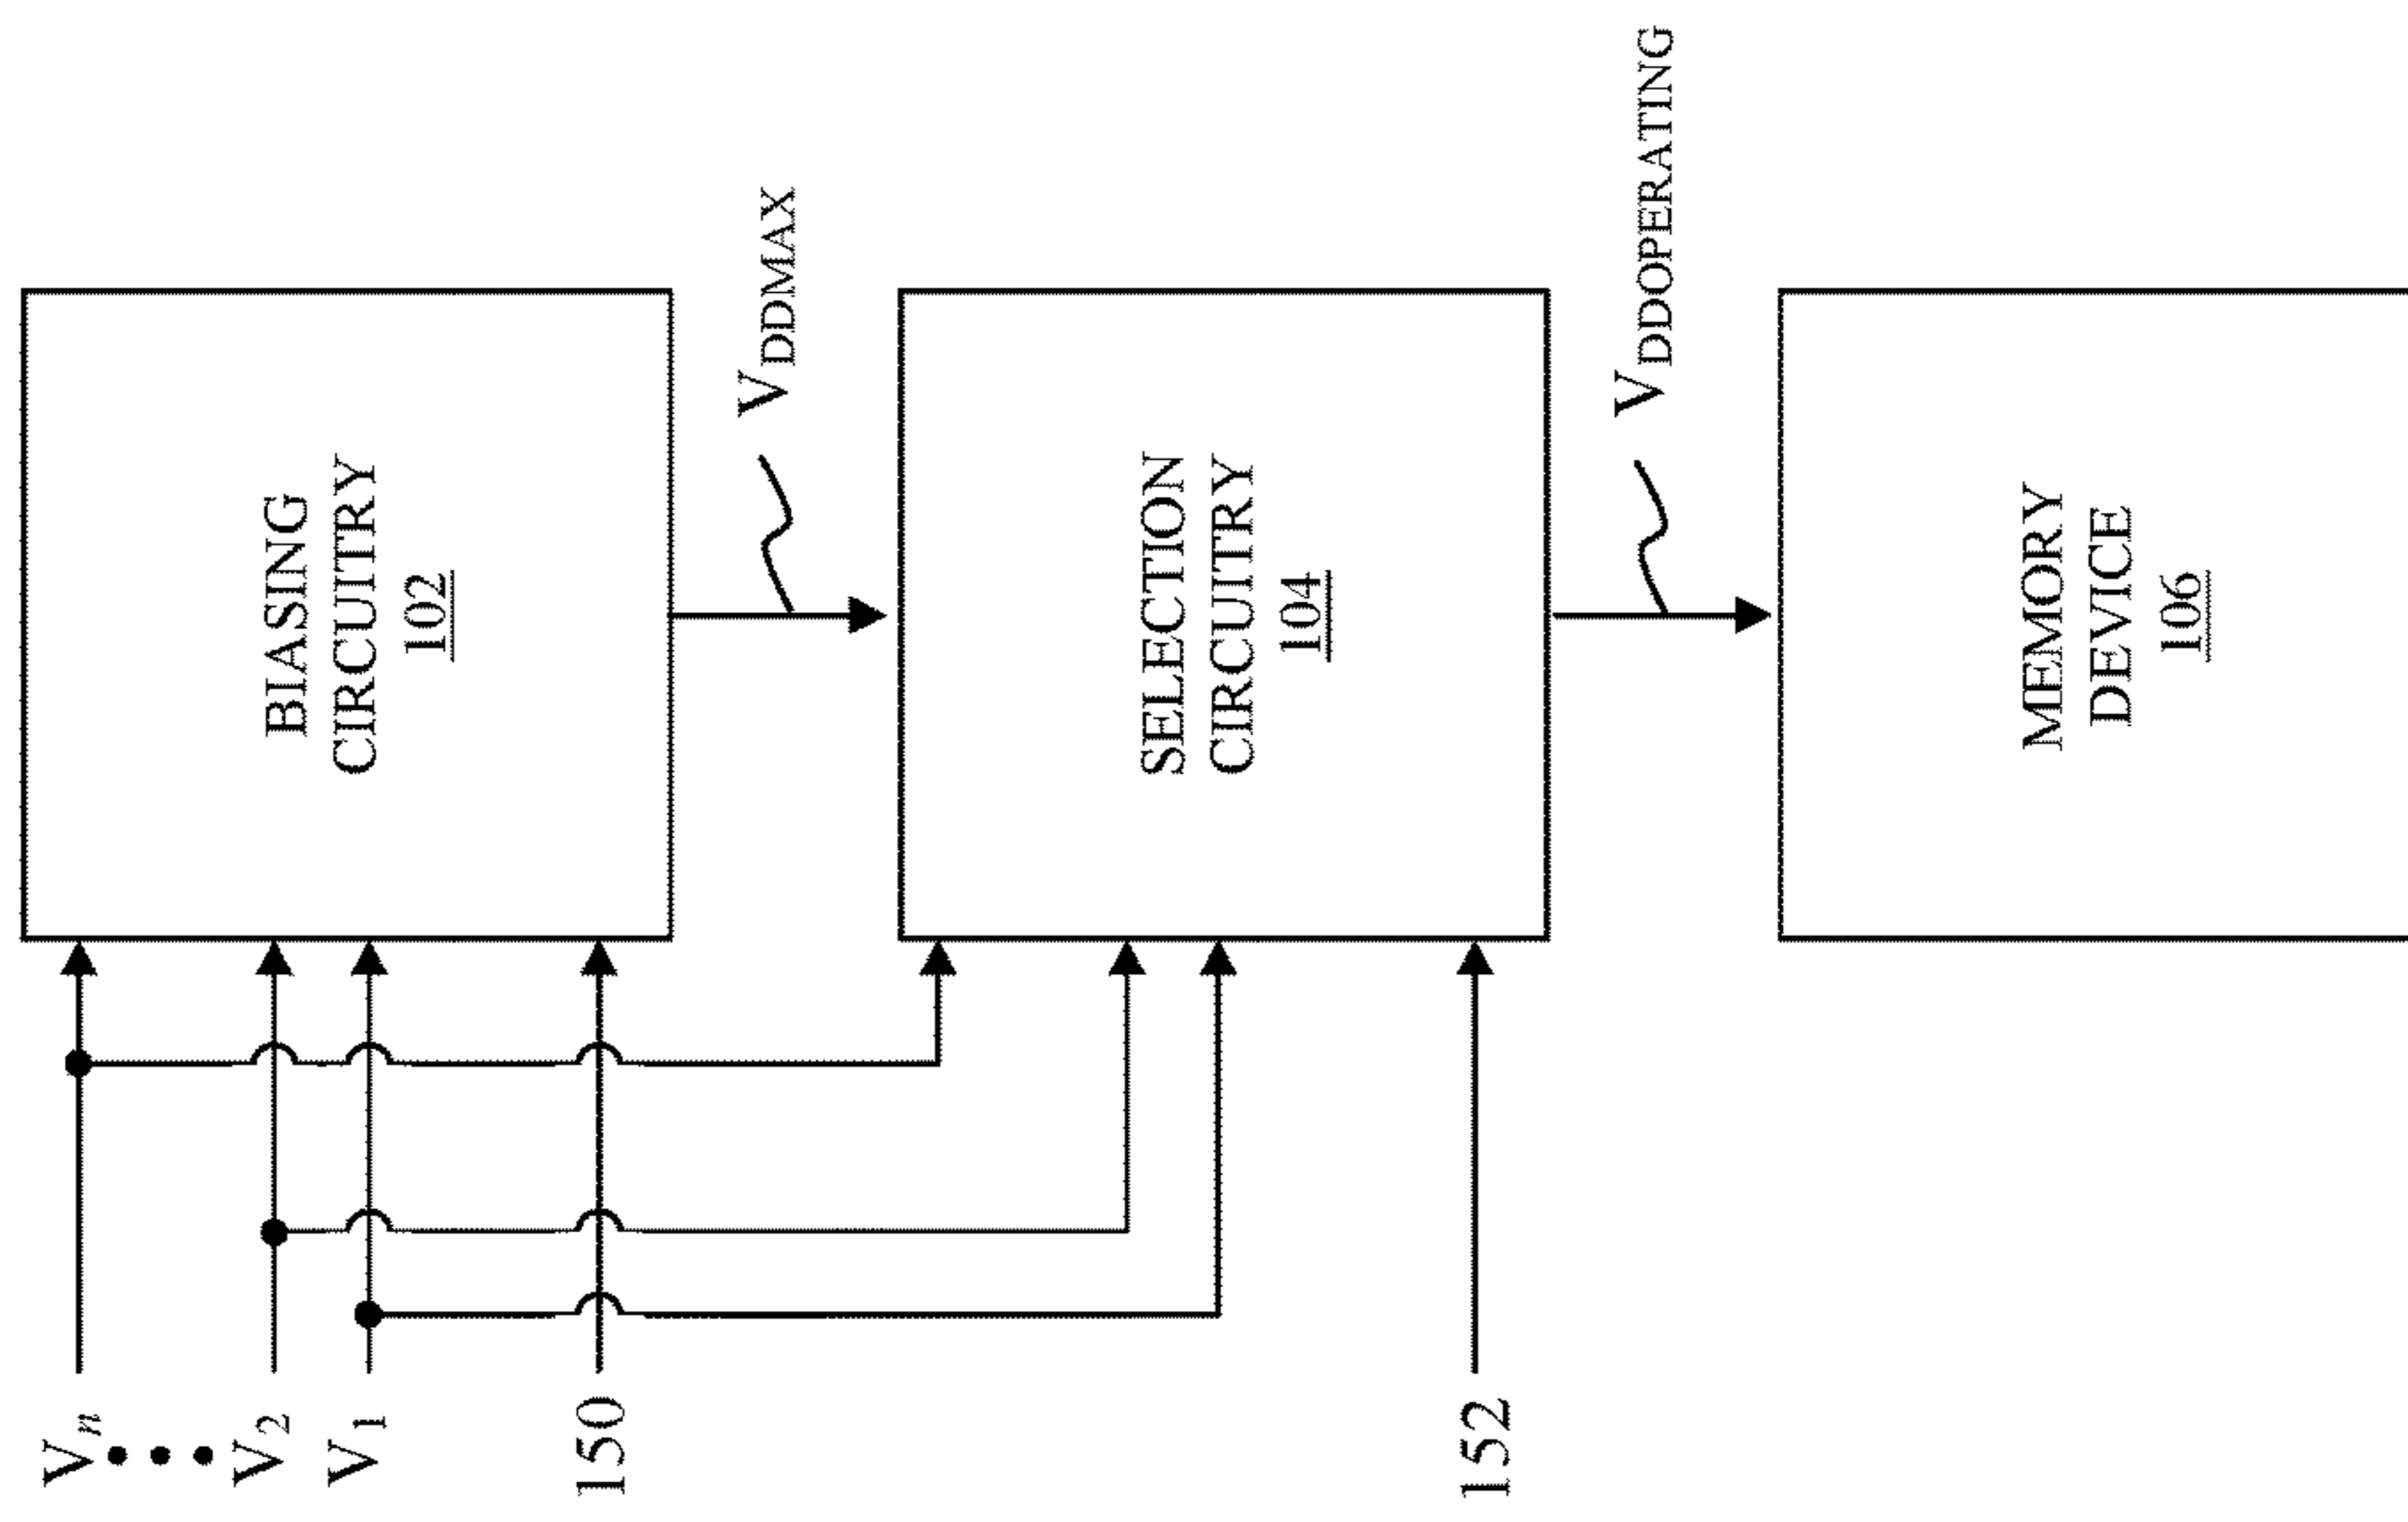 BIASING
CIRCUITRY
102
V_DDMAX
SELECTION
CIRCUITRY
104
V_DDOPERATING
MEMORY
DEVICE
106
V_n
V_2
V_1
150
152